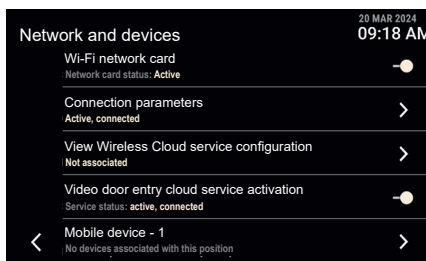 20 MAR 2024
Network and devices
09:18 AM
Wi-Fi network card
Network card status: Active
Connection parameters
Active, connected
View Wireless Cloud service configuration
Not associated
Video door entry cloud service activation
Service status: active, connected
Mobile device - 1
No devices associated with this position